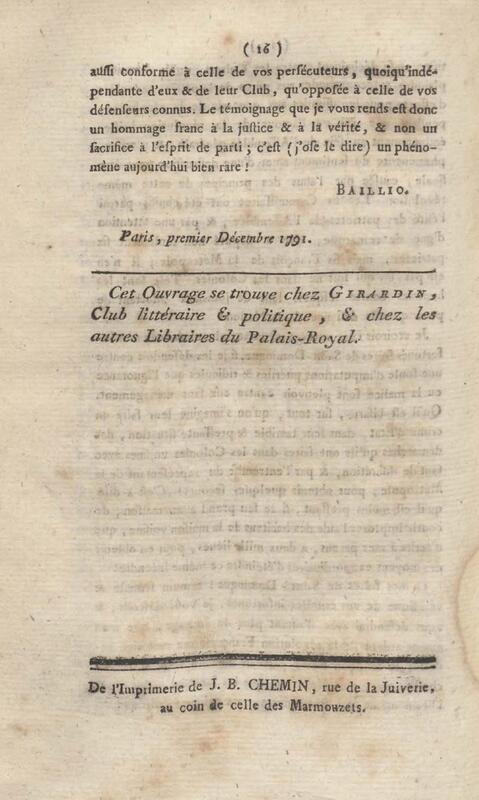 ( 16 )
aussi conforme à celle de vos persécuteurs, quoiqu'indé-
pendante d'eux & de leur Club, qu'opposée à celle de vos
défenseurs connus. Le témoignage que je vous rends est donc
un hommage franc à la justice & à la vérité, & non un
sacrifice à l'esprit de parti ; c'est (j'ose le dire) un phéno-
mène aujourd'hui bien rare !
BAILLIO.
Paris, premier Décembre 1791.
Cet Ouvrage se trouve chez GIRARDIN,
Club littéraire & politique, & chez les
autres Libraires du Palais-Royal.
De l'Imprimerie de J. B. CHEMIN, rue de la Juiverie,
au coin de celle des Marmouzets.